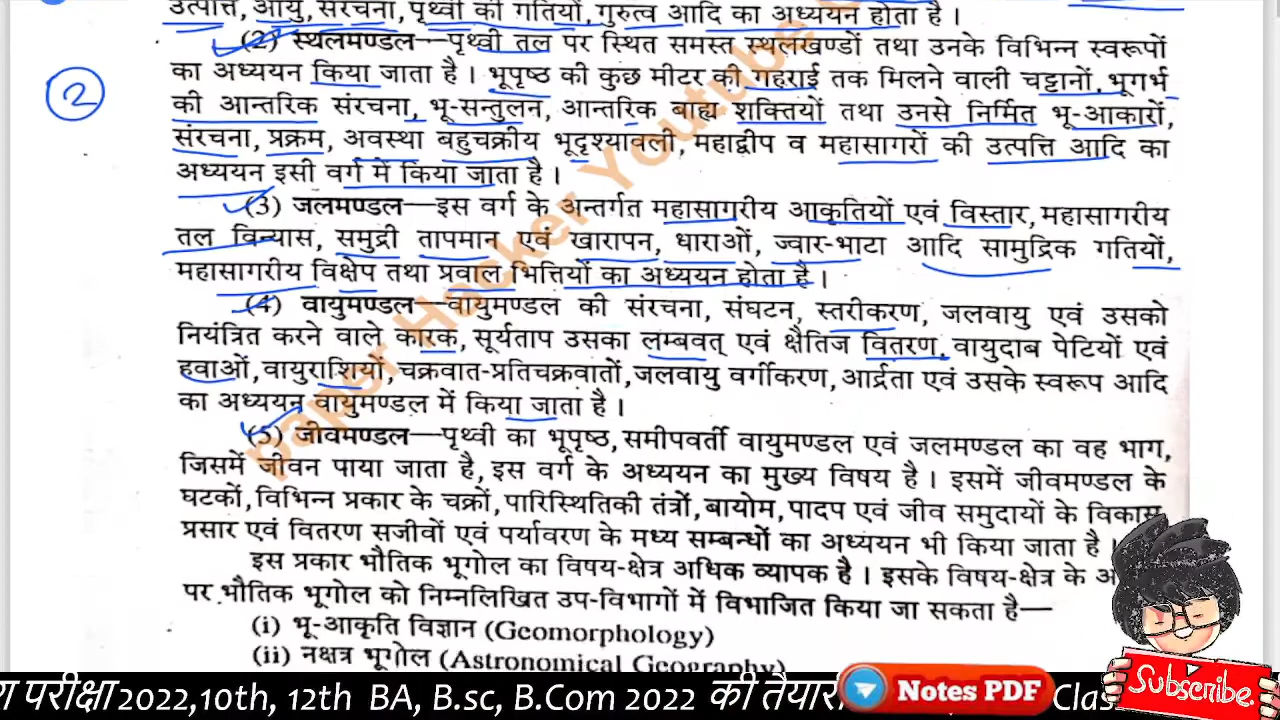 उत्पत्ति, आयु, संरचना, पृथ्वी की गतियों, गुरुत्व आदि का अध्ययन होता है।
(2) स्थलमण्डल—पृथ्वी तल पर स्थित समस्त स्थलखण्डों तथा उनके विभिन्न स्वरूपों
का अध्ययन किया जाता है। भूपृष्ठ की कुछ मीटर की गहराई तक मिलने वाली चट्टानों, भूगर्भ
2
की आन्तरिक संरचना, भू-सन्तुलन, आन्तरिक बाह्य शक्तियों तथा उनसे निर्मित भू-आकारों,
संरचना, प्रक्रम, अवस्था बहुचक्रीय भूदृश्यावली, महाद्वीप व महासागरों की उत्पत्ति आदि का
अध्ययन इसी वर्ग में किया जाता है।
(3) जलमण्डल—इस वर्ग के अन्तर्गत महासागरीय आकृतियों एवं विस्तार, महासागरीय
तल विन्यास, समुद्री तापमान एवं खारापन, धाराओं, ज्वार-भाटा आदि सामुद्रिक गतियों,
महासागरीय विक्षेप तथा प्रवाल भित्तियों का अध्ययन होता है।
(4) वायुमण्डल—वायुमण्डल की संरचना, संघटन, स्तरीकरण, जलवायु एवं उसको
नियंत्रित करने वाले कारक, सूर्यताप उसका लम्बवत् एवं क्षैतिज वितरण, वायुदाब पेटियों एवं
हवाओं, वायुराशियों, चक्रवात-प्रतिचक्रवातों, जलवायु वर्गीकरण, आर्द्रता एवं उसके स्वरूप आदि
का अध्ययन वायुमण्डल में किया जाता है।
(5) जीवमण्डल—पृथ्वी का भूपृष्ठ, समीपवर्ती वायुमण्डल एवं जलमण्डल का वह भाग,
जिसमें जीवन पाया जाता है, इस वर्ग के अध्ययन का मुख्य विषय है। इसमें जीवमण्डल के
घटकों, विभिन्न प्रकार के चक्रों, पारिस्थितिकी तंत्रों, बायोम, पादप एवं जीव समुदायों के विकास,
प्रसार एवं वितरण सजीवों एवं पर्यावरण के मध्य सम्बन्धों का अध्ययन भी किया जाता है।
इस प्रकार भौतिक भूगोल का विषय-क्षेत्र अधिक व्यापक है। इसके विषय-क्षेत्र के
पर भौतिक भूगोल को निम्नलिखित उप-विभागों में विभाजित किया जा सकता है—
(i) भू-आकृति विज्ञान (Geomorphology)
(ii) नक्षत्र भूगोल (Astronomical Geography)
paper Hacker Youtube
परीक्षा 2022,10th, 12th BA, B.sc, B.Com 2022 की तैया
Notes PDF
Clas
Subscribe